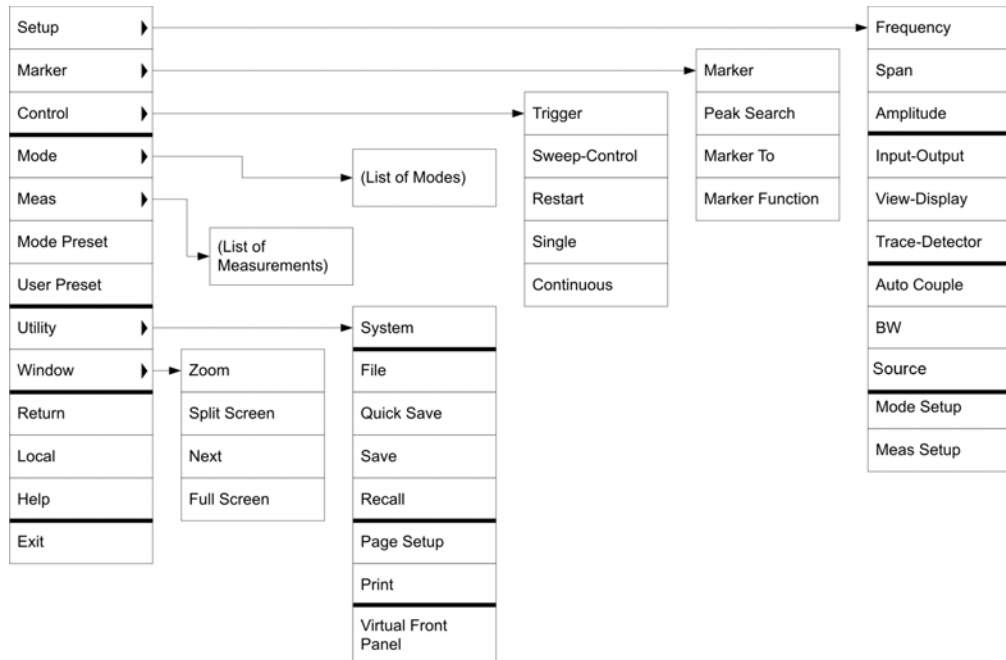 Setup
Marker
Control
Mode
Meas
Mode Preset
User Preset
Utility
Window
Return
Local
Help
Exit
(List of
Measurements)
Zoom
Split Screen
Next
Full Screen
(List of Modes)
System
File
Quick Save
Save
Recall
Page Setup
Print
Virtual Front
Panel
Trigger
Sweep-Control
Restart
Single
Continuous
Marker
Peak Search
Marker To
Marker Function
Frequency
Span
Amplitude
Input-Output
View-Display
Trace-Detector
Auto Couple
BW
Source
Mode Setup
Meas Setup